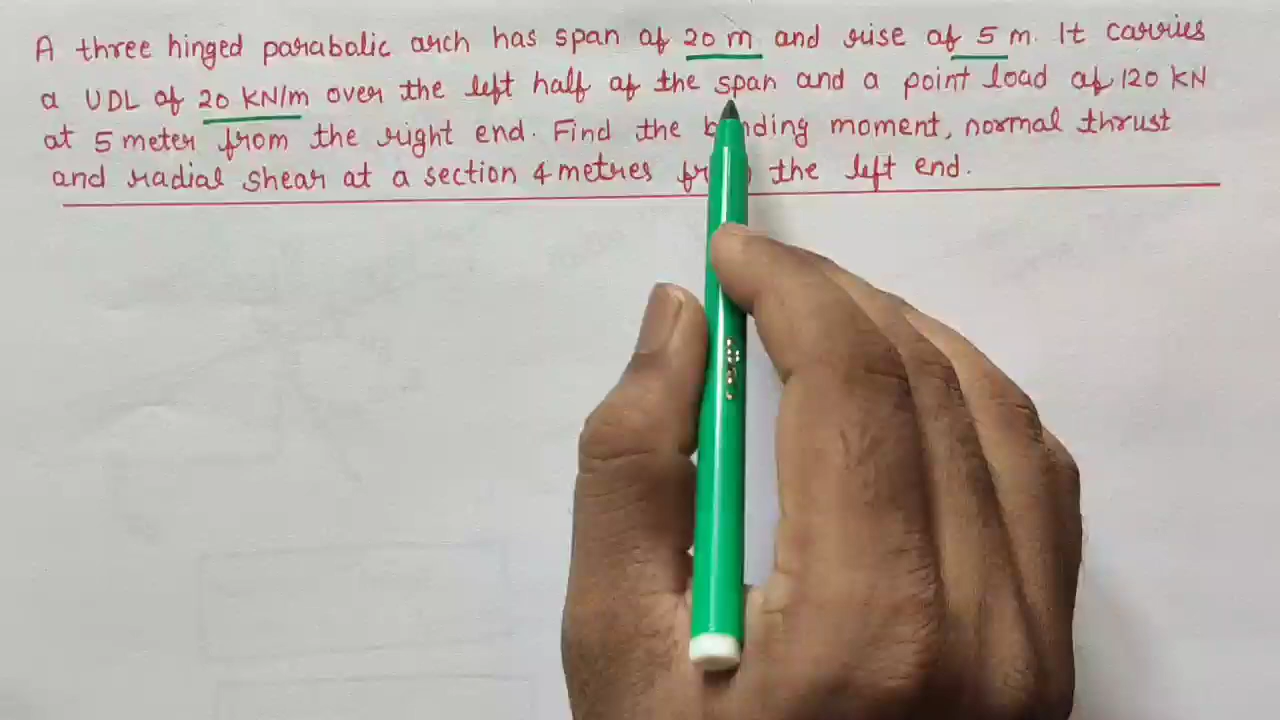 A three hinged parabolic arch has span of 20 m and rise of 5 m. It carries
a UDL of 20 KN/m over the left half of the span and a point load of 120 KN
at 5 meter from the right end. Find the moment, normal thrust
and radial shear at a section 4 metres the left end.